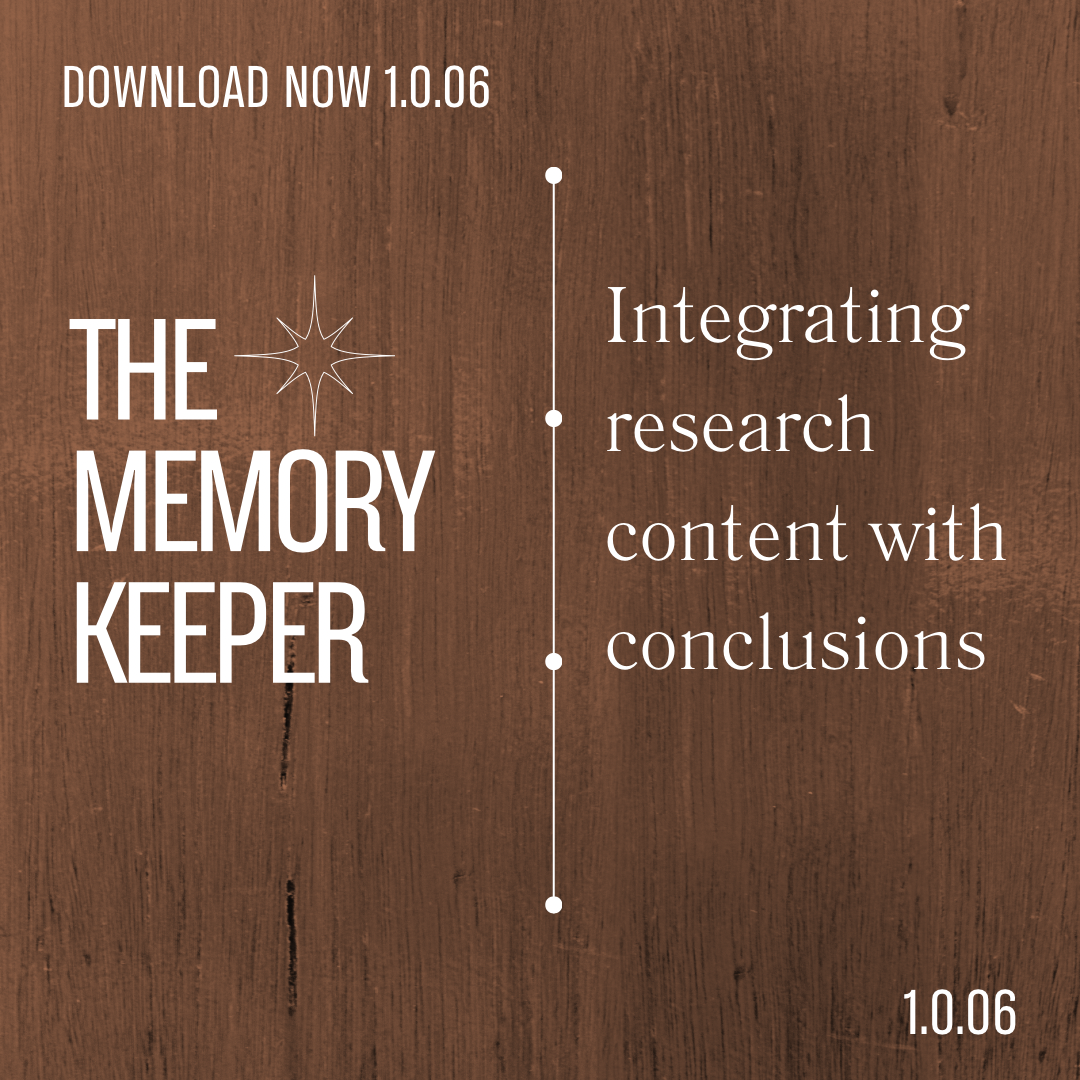 DOWNLOAD NOW 1.0.06
THE
MEMORY
KEEPER
Integrating
research
content with
conclusions
1.0.06